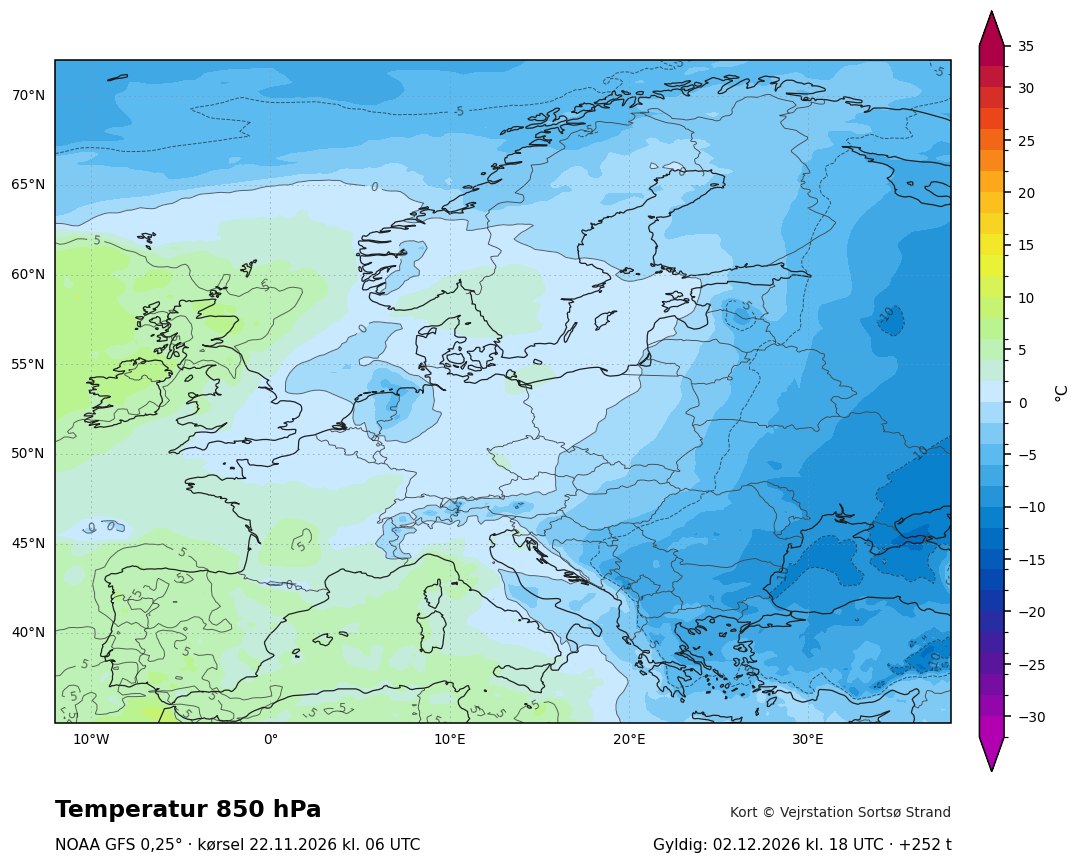 35
30
25
20
15
10
5
0
−5
−10
−15
−20
−25
−30
°C
70°N
65°N
60°N
55°N
50°N
45°N
40°N
10°W
0°
10°E
20°E
30°E
Temperatur 850 hPa
Kort © Vejrstation Sortsø Strand
NOAA GFS 0,25° · kørsel 22.11.2026 kl. 06 UTC
Gyldig: 02.12.2026 kl. 18 UTC · +252 t